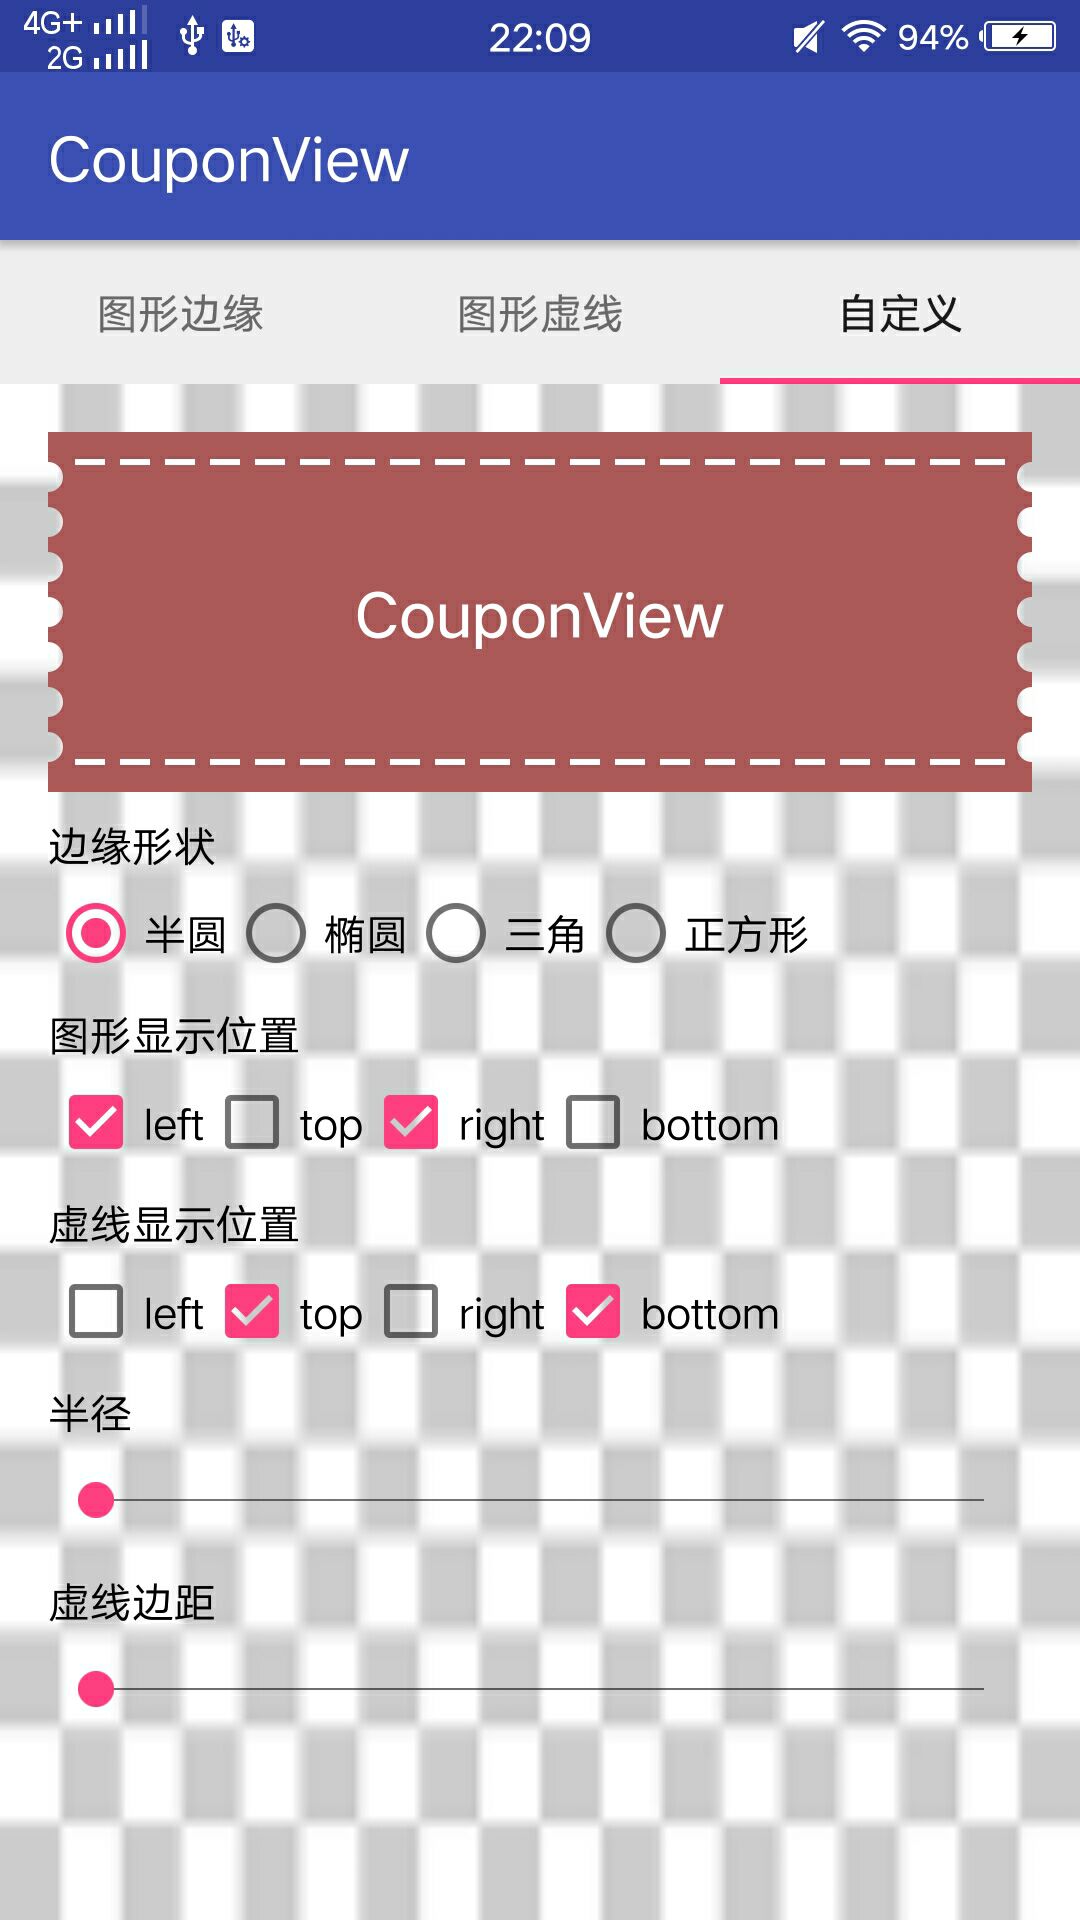 4G+ 22:09 94%
2G
CouponView
图形边缘 图形虚线 自定义
CouponView
边缘形状
半圆 椭圆 三角 正方形
图形显示位置
left top right bottom
虚线显示位置
left top right bottom
半径
虚线边距